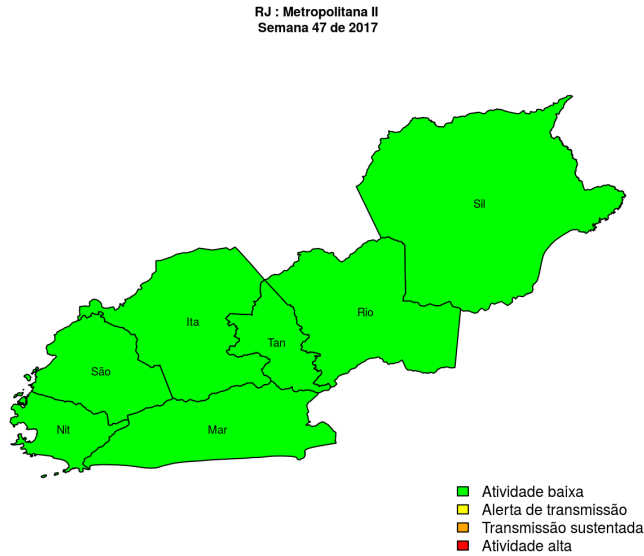 RJ : Metropolitana II
Semana 47 de 2017
Sil
Rio
Ita
Tan
São
Nit
Mar
Atividade baixa
Alerta de transmissão
Transmissão sustentada
Atividade alta